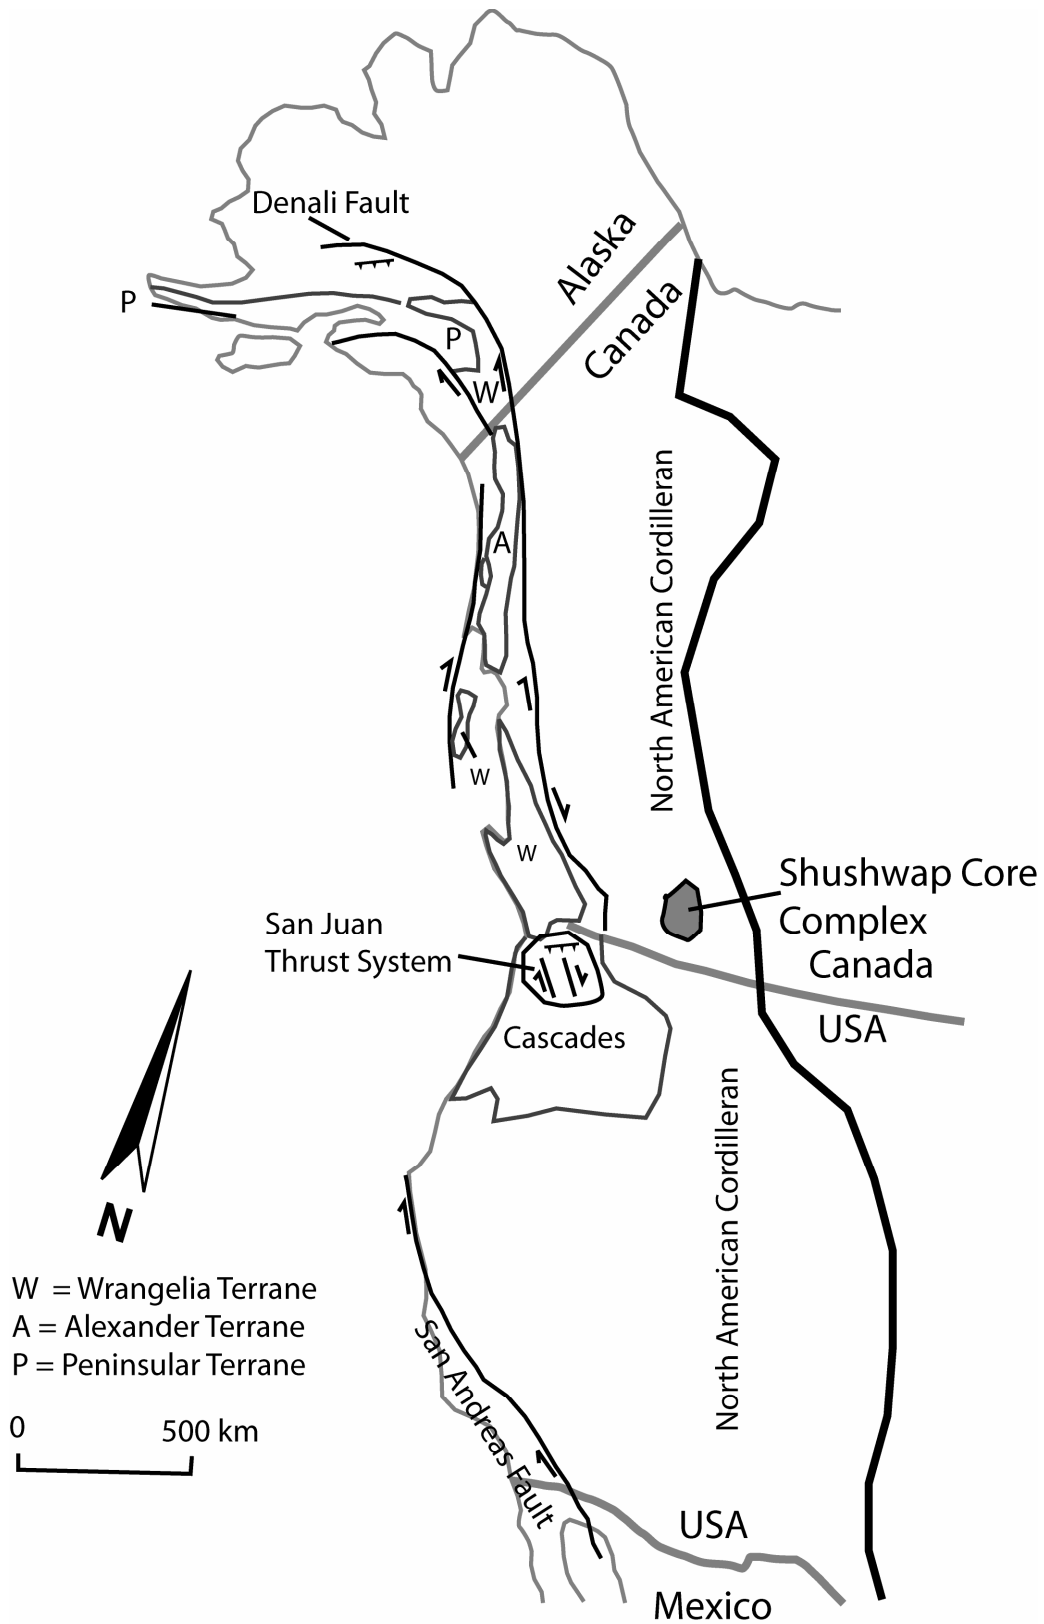 Denali Fault
Alaska
Canada
P
P
W
A
North American Cordilleran
W
W
Shushwap Core
Complex
San Juan
Thrust System
Canada
USA
Cascades
North American Cordilleran
N
W = Wrangelia Terrane
A = Alexander Terrane
P = Peninsular Terrane
San Andreas Fault
0 500 km
USA
Mexico